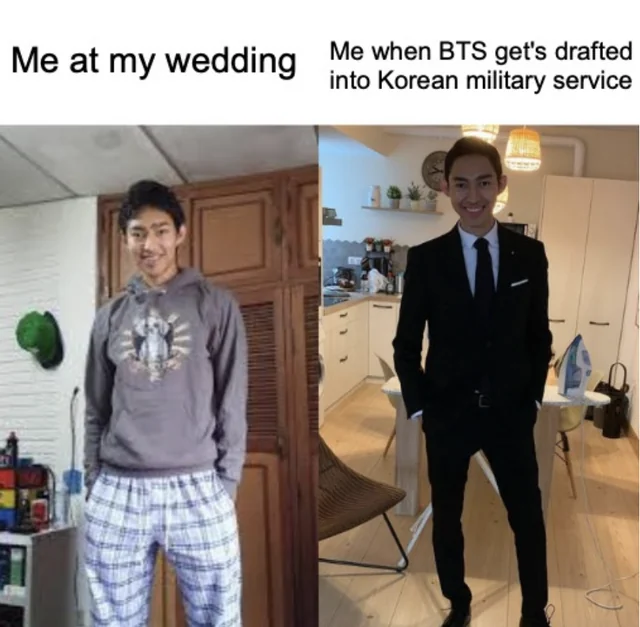 Me at my wedding
Me when BTS get's drafted
into Korean military service